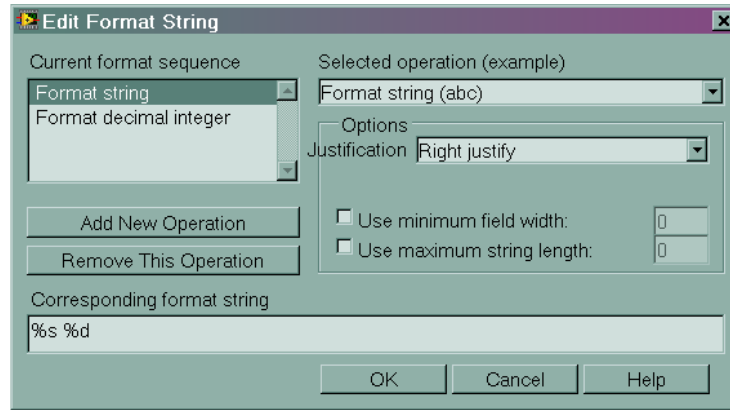 Edit Format String
Current format sequence
Format string
Format decimal integer
Add New Operation
Remove This Operation
Selected operation (example)
Format string (abc)
Options
Justification Right justify
Use minimum field width: 0
Use maximum string length: 0
Corresponding format string
%s %d
OK Cancel Help